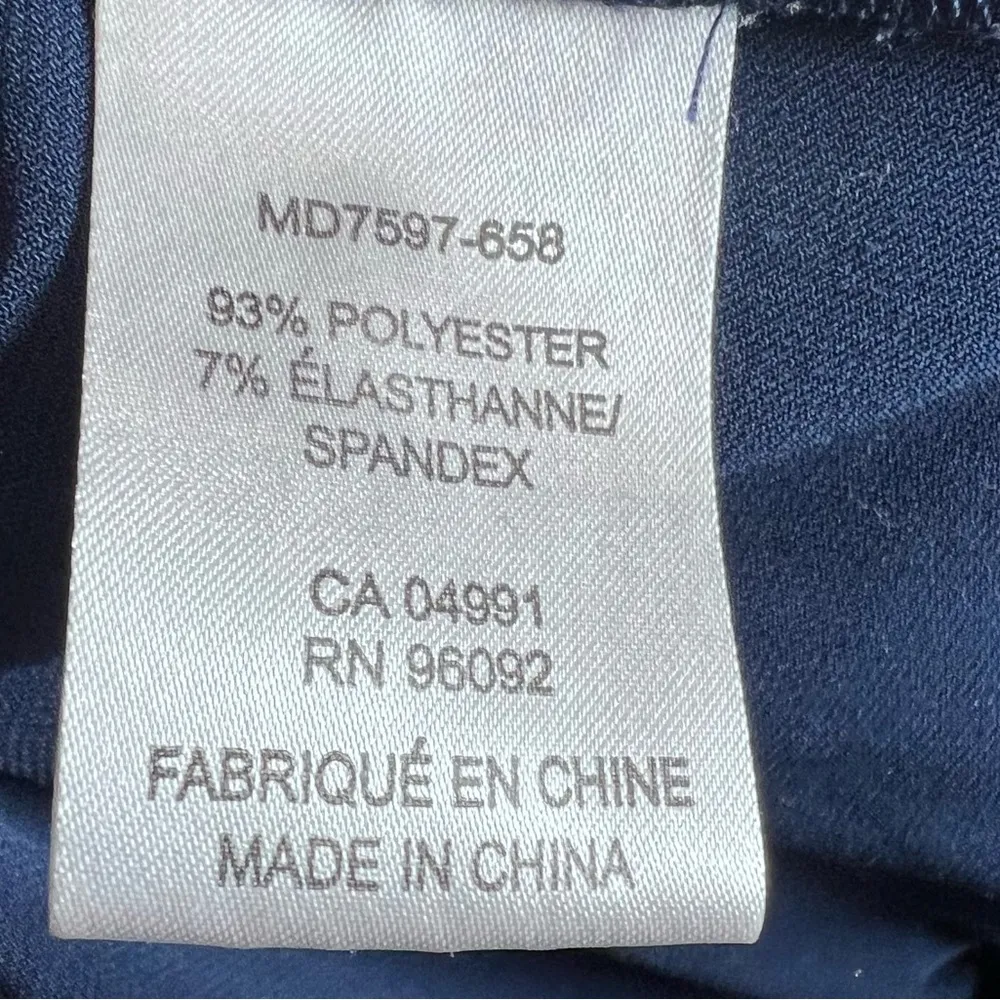 MD7597-658
93% POLYESTER
7% ÉLASTHANNE/
SPANDEX
CA 04991
RN 96092
FABRIQUÉ EN CHINE
MADE IN CHINA